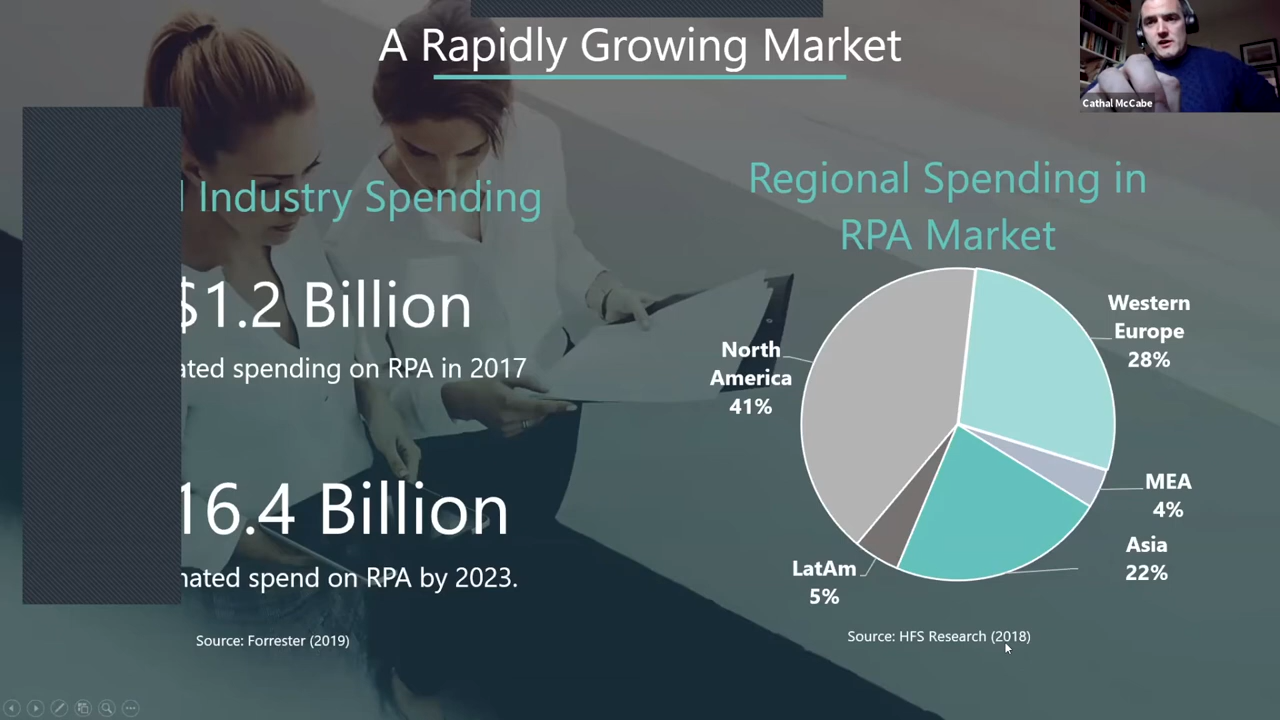 A Rapidly Growing Market
Cathal McCabe
Industry Spending
$1.2 Billion
spending on RPA in 2017
16.4 Billion
spend on RPA by 2023.
Source: Forrester (2019)
Regional Spending in
RPA Market
Western
Europe
28%
North
America
41%
MEA
4%
Asia
22%
LatAm
5%
Source: HFS Research (2018)